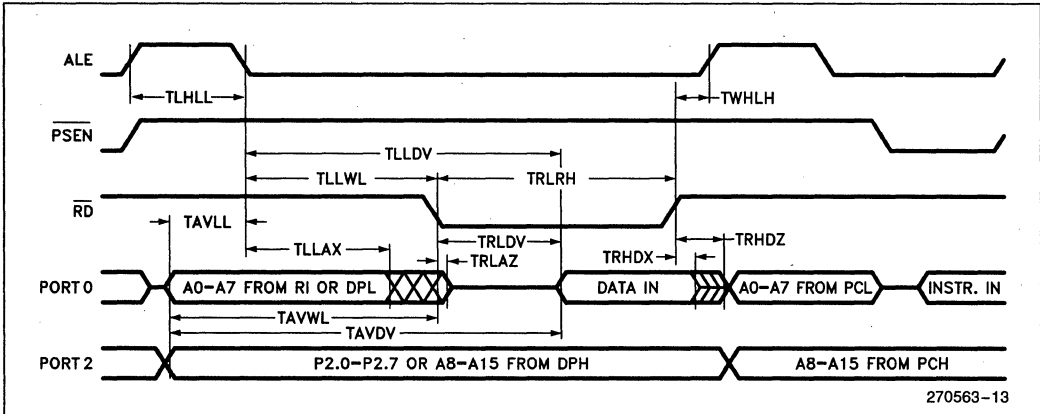 ALE
TLHLL
TWHLH
PSEN
TLLDV
TLLWL
TRLRH
RD
TAVLL
TLLAX
TRLDV
TRLAZ
TRHDX
TRHDZ
PORT 0
A0-A7 FROM RI OR DPL
DATA IN
A0-A7 FROM PCL
INSTR. IN
TAVWL
TAVDV
PORT 2
P2.0-P2.7 OR A8-A15 FROM DPH
A8-A15 FROM PCH
270563-13